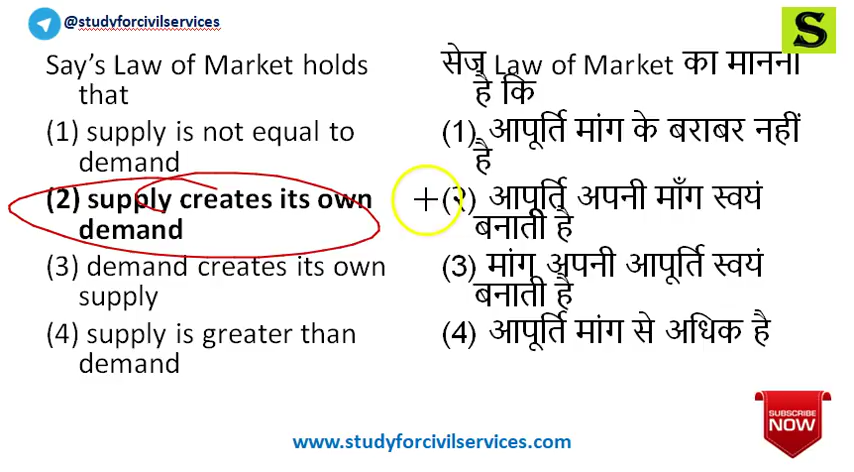 @studyforcivilservices
S
Say's Law of Market holds
that
(1) supply is not equal to
demand
(2) supply creates its own
demand
(3) demand creates its own
supply
(4) supply is greater than
demand
सेज़ Law of Market का मानना
है कि
(1) आपूर्ति मांग के बराबर नहीं
है
(२) आपूर्ति अपनी माँग स्वयं
बनाती है
(3) मांग अपनी आपूर्ति स्वयं
बनाती है
(4) आपूर्ति मांग से अधिक है
SUBSCRIBE
NOW
www.studyforcivilservices.com